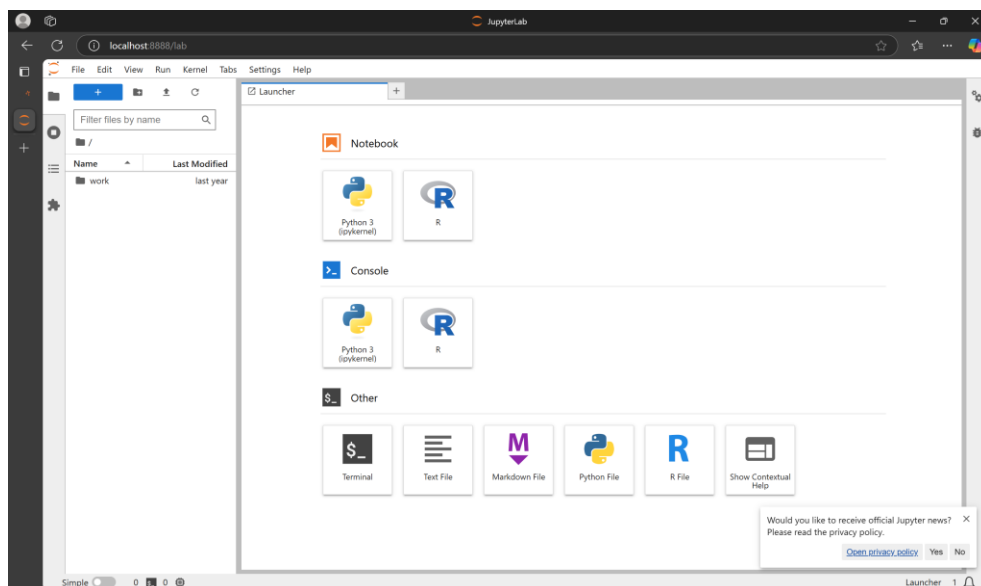 JupyterLab
localhost:8888/lab
File Edit View Run Kernel Tabs Settings Help
Launcher
Filter files by name
/
Name Last Modified
work last year
Notebook
Python 3
(ipykernel)
R
Console
Python 3
(ipykernel)
R
$_ Other
$_
Terminal
Text File
M
Markdown File
Python File
R
R File
Show Contextual
Help
Would you like to receive official Jupyter news?
Please read the privacy policy.
Open privacy policy Yes No
Simple 0 $_ 0 Launcher 1